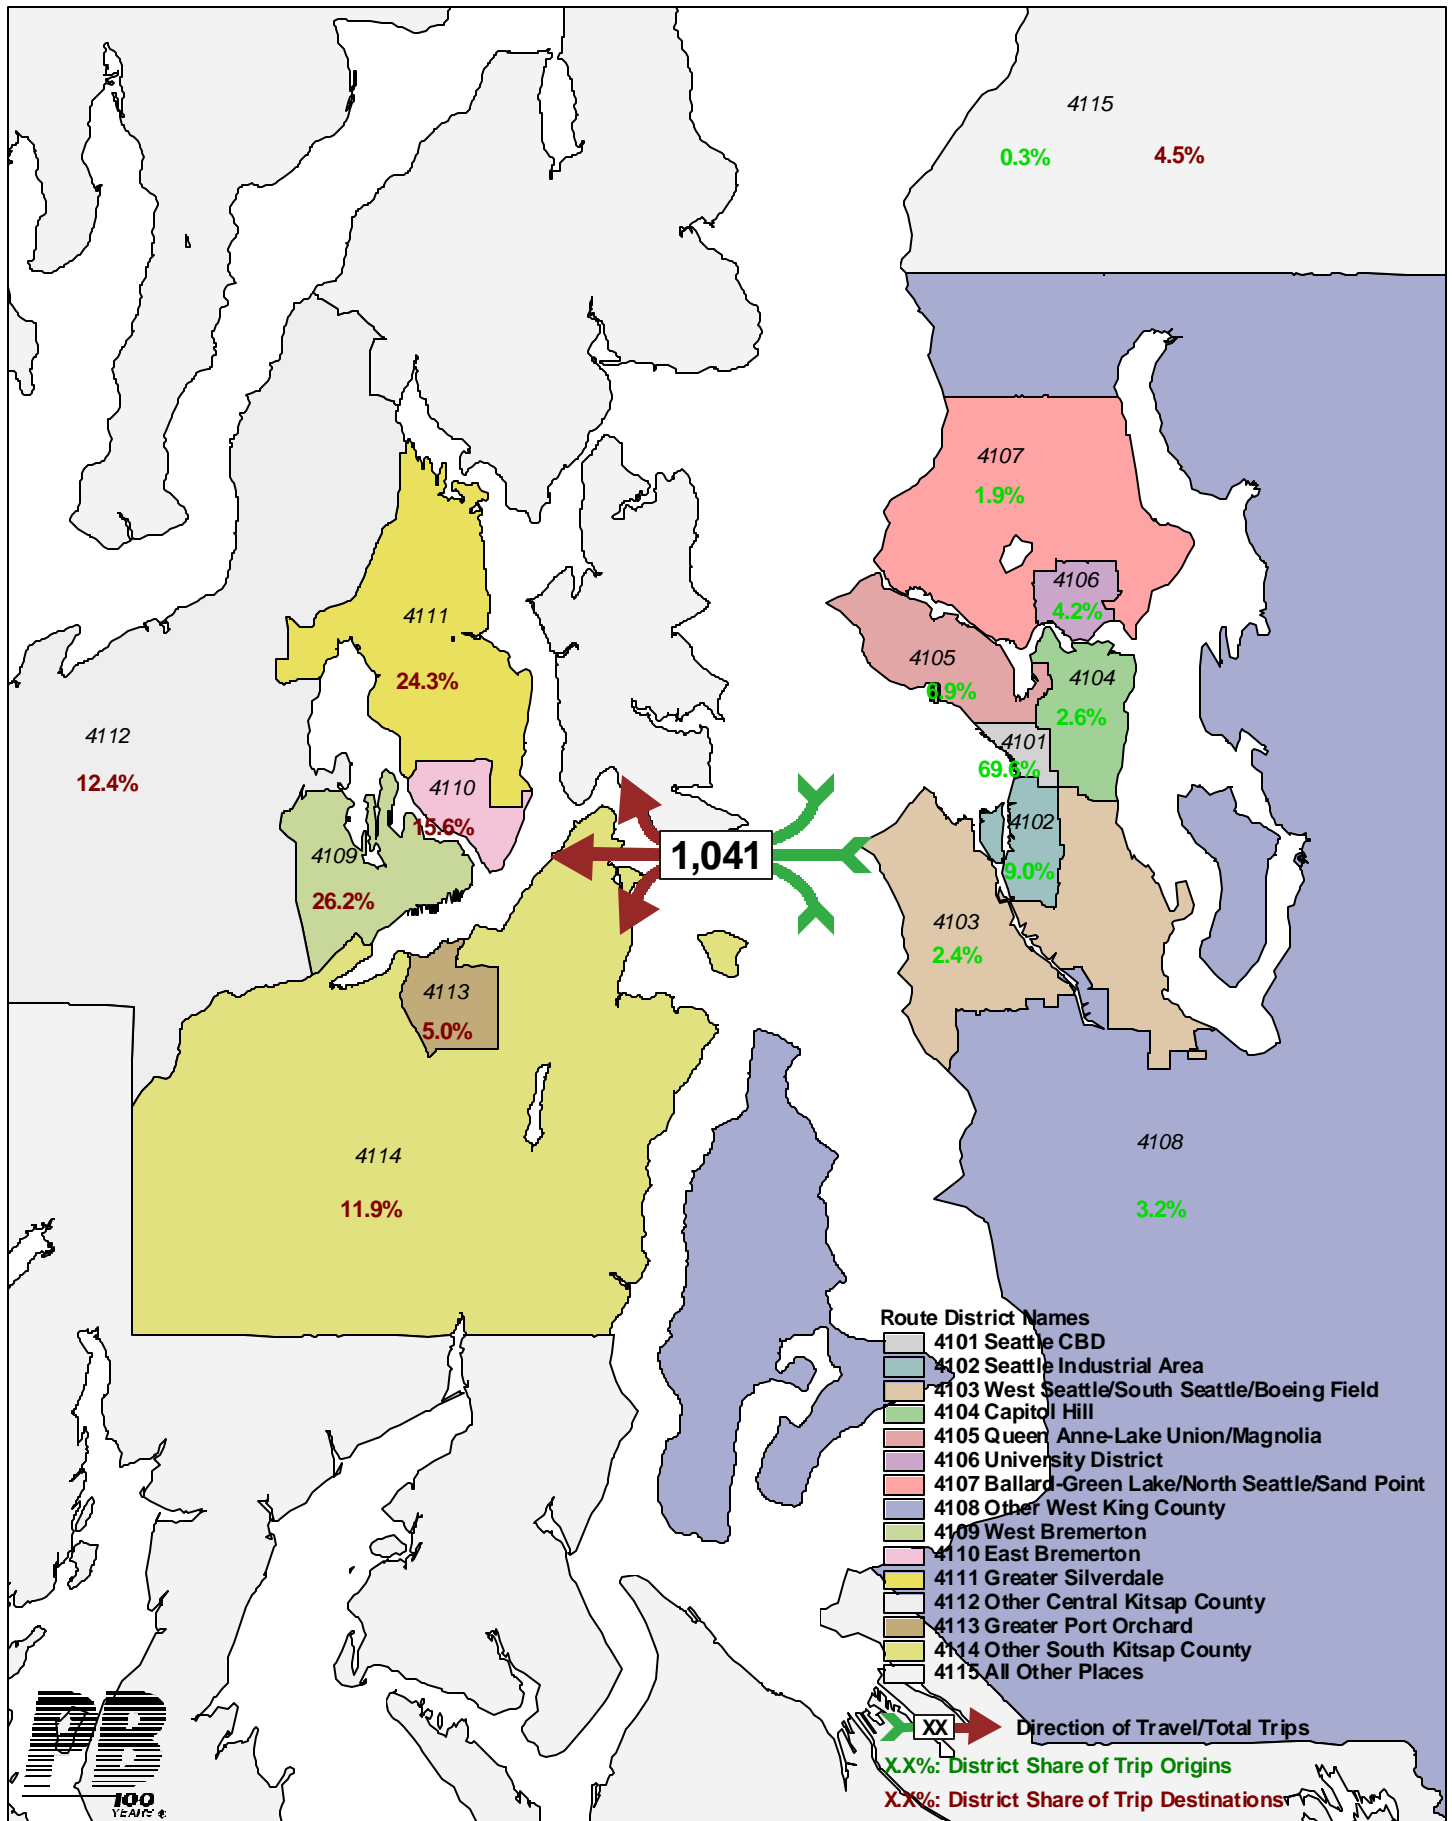 4115
0.3% 4.5%
4107
1.9%
4106
4.2%
4111
24.3%
4105
6.9%
4104
2.6%
4112
12.4%
4101
69.6%
4110
15.6%
4102
9.0%
1,041
4109
26.2%
4103
2.4%
4113
5.0%
4114
11.9%
4108
3.2%
Route District Names
4101 Seattle CBD
4102 Seattle Industrial Area
4103 West Seattle/South Seattle/Boeing Field
4104 Capitol Hill
4105 Queen Anne-Lake Union/Magnolia
4106 University District
4107 Ballard-Green Lake/North Seattle/Sand Point
4108 Other West King County
4109 West Bremerton
4110 East Bremerton
4111 Greater Silverdale
4112 Other Central Kitsap County
4113 Greater Port Orchard
4114 Other South Kitsap County
4115 All Other Places
XX Direction of Travel/Total Trips
X.X%: District Share of Trip Origins
X.X%: District Share of Trip Destinations
PB
100
YEARS ®